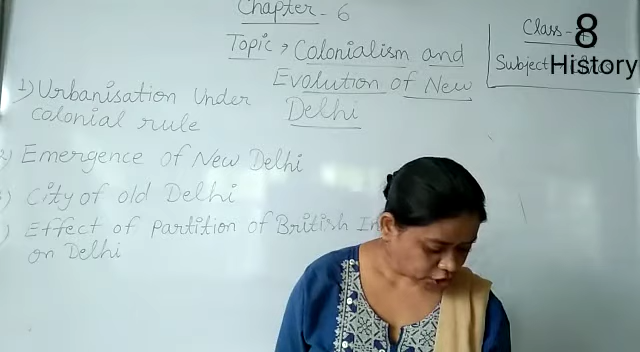 Chapter - 6
Class - 8
Subject History
Topic → Colonialism and
Evolution of New
Delhi
1) Urbanisation Under
colonial rule
2) Emergence of New Delhi
) City of old Delhi
) Effect of partition of British In
on Delhi